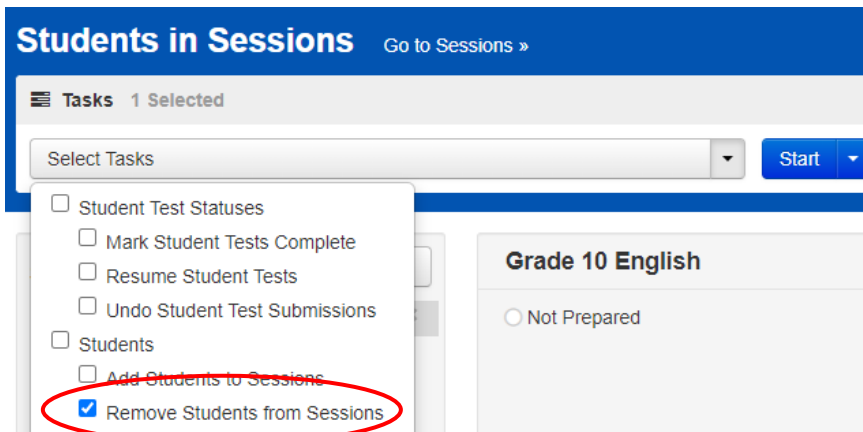 Students in Sessions Go to Sessions »
Tasks 1 Selected
Select Tasks
Start
Student Test Statuses
Mark Student Tests Complete
Resume Student Tests
Undo Student Test Submissions
Students
Add Students to Sessions
Remove Students from Sessions
Grade 10 English
Not Prepared